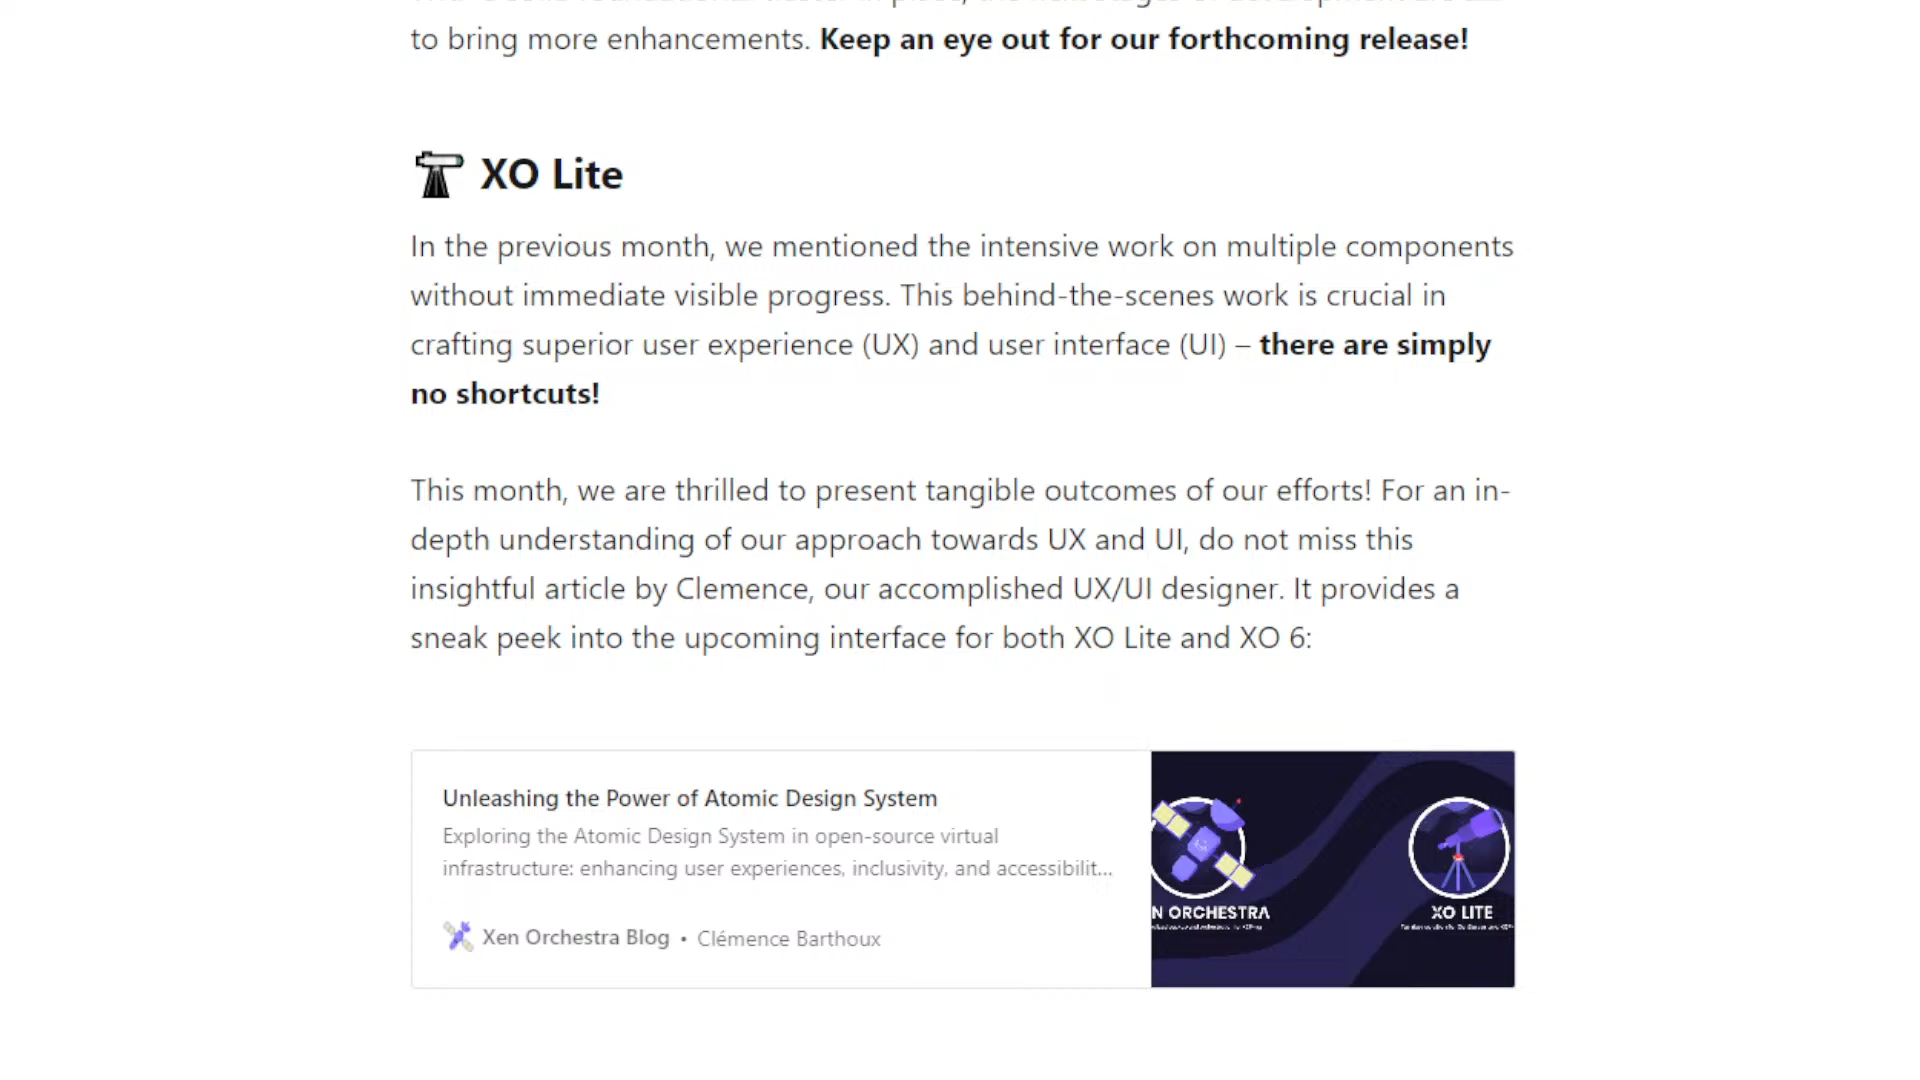 to bring more enhancements. Keep an eye out for our forthcoming release!
XO Lite
In the previous month, we mentioned the intensive work on multiple components
without immediate visible progress. This behind-the-scenes work is crucial in
crafting superior user experience (UX) and user interface (UI) – there are simply
no shortcuts!
This month, we are thrilled to present tangible outcomes of our efforts! For an in-
depth understanding of our approach towards UX and UI, do not miss this
insightful article by Clemence, our accomplished UX/UI designer. It provides a
sneak peek into the upcoming interface for both XO Lite and XO 6:
Unleashing the Power of Atomic Design System
Exploring the Atomic Design System in open-source virtual
infrastructure: enhancing user experiences, inclusivity, and accessibilit...
Xen Orchestra Blog • Clémence Barthoux
N ORCHESTRA
XO LITE